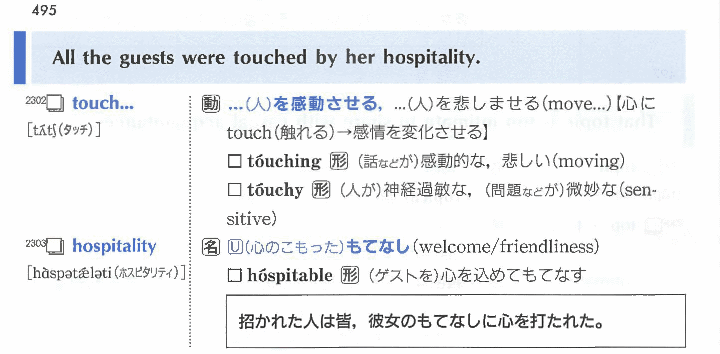 495
All the guests were touched by her hospitality.
2302 touch... 動 …(人)を感動させる，…(人)を悲しませる(move...)【心に
[tʌ́tʃ(タッチ)] touch(触れる)→感情を変化させる】
□ tóuching 形 (話などが)感動的な，悲しい(moving)
□ tóuchy 形 (人が)神経過敏な，(問題などが)微妙な(sen-
sitive)
2303 hospitality 名 U(心のこもった)もてなし(welcome/friendliness)
[hɑ̀spətǽləti(ホスピタリティ)] □ hóspitable 形 (ゲストを)心を込めてもてなす
招かれた人は皆，彼女のもてなしに心を打たれた。